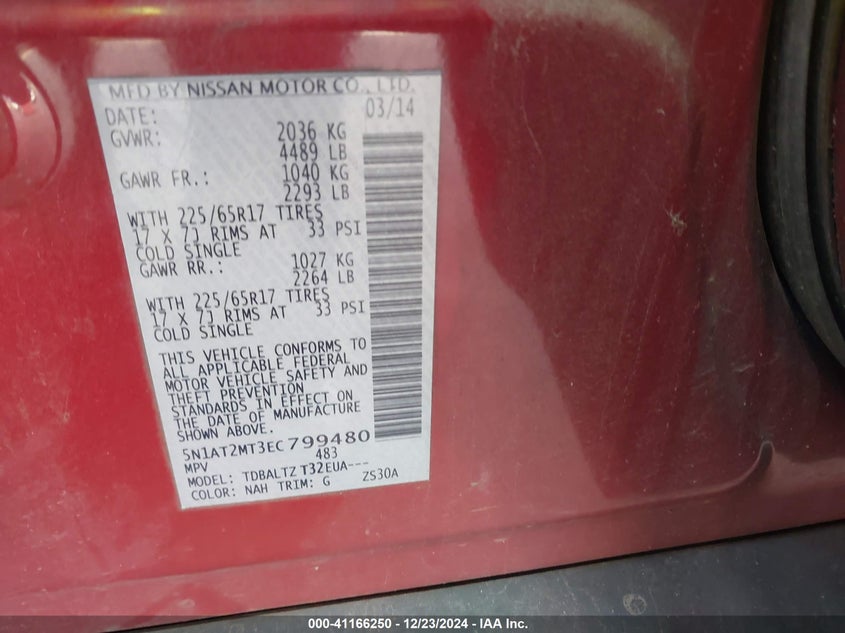 MFD BY NISSAN MOTOR CO., LTD.
DATE: 03/14
GVWR: 2036 KG
4489 LB
GAWR FR.: 1040 KG
2293 LB
WITH 225/65R17 TIRES
17 X 7J RIMS AT 33 PSI
COLD SINGLE
GAWR RR.: 1027 KG
2264 LB
WITH 225/65R17 TIRES
17 X 7J RIMS AT 33 PSI
COLD SINGLE
THIS VEHICLE CONFORMS TO
ALL APPLICABLE FEDERAL
MOTOR VEHICLE SAFETY AND
THEFT PREVENTION
STANDARDS IN EFFECT ON
THE DATE OF MANUFACTURE
SHOWN ABOVE.
5N1AT2MT3EC799480
MPV 483
MODEL: TDBALTZ T32EUA---
COLOR: NAH TRIM: G ZS30A
000-41166250 - 12/23/2024 - IAA Inc.